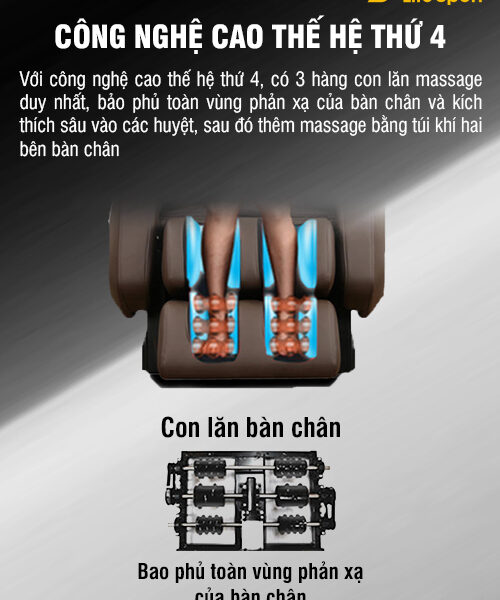 CÔNG NGHỆ CAO THẾ HỆ THỨ 4
Với công nghệ cao thế hệ thứ 4, có 3 hàng con lăn massage
duy nhất, bảo phủ toàn vùng phản xạ của bàn chân và kích
thích sâu vào các huyệt, sau đó thêm massage bằng túi khí hai
bên bàn chân
Con lăn bàn chân
Bao phủ toàn vùng phản xạ
của bàn chân